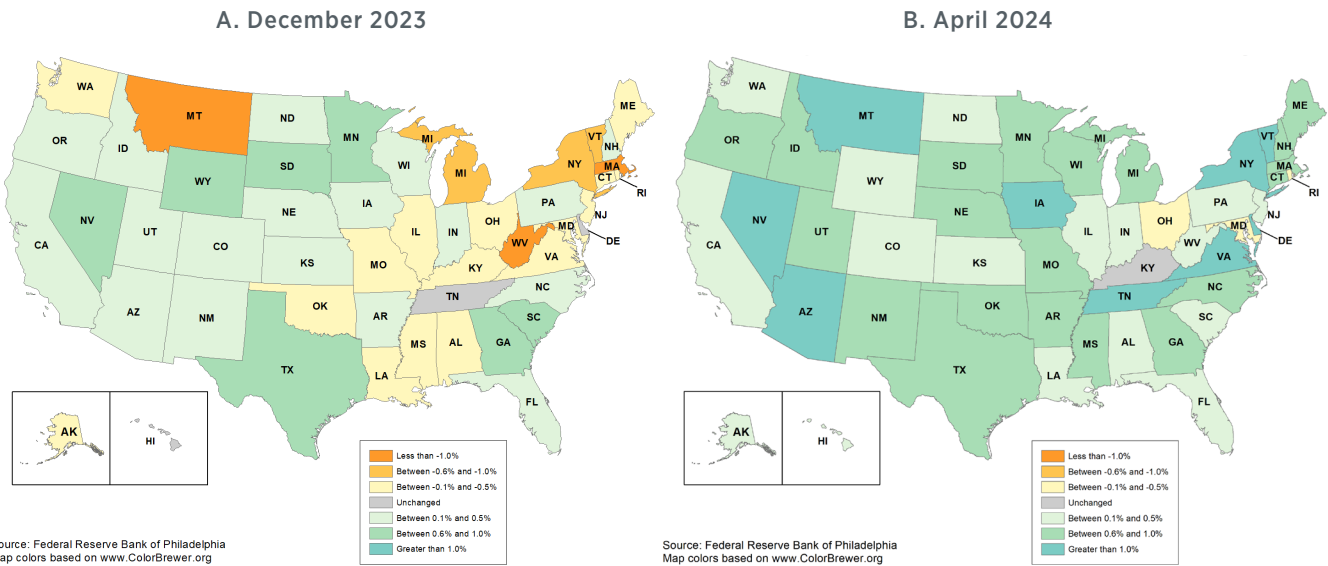 A. December 2023
WA
MT
ND
MN
ME
OR
ID
SD
WI
MI
MI
VT
NH
NY
MA
CT
RI
WY
NE
IA
PA
NJ
NV
UT
CO
IL
IN
OH
MD
DE
WV
CA
KS
MO
KY
VA
AZ
NM
OK
AR
TN
NC
SC
TX
MS
AL
GA
LA
FL
AK
HI
Less than -1.0%
Between -0.6% and -1.0%
Between -0.1% and -0.5%
Unchanged
Between 0.1% and 0.5%
Between 0.6% and 1.0%
Greater than 1.0%
ource: Federal Reserve Bank of Philadelphia
Map colors based on www.ColorBrewer.org
B. April 2024
WA
MT
ND
MN
ME
OR
ID
SD
WI
MI
MI
VT
NH
NY
MA
CT
RI
WY
NE
IA
PA
NJ
NV
UT
CO
IL
IN
OH
MD
DE
WV
CA
KS
MO
KY
VA
AZ
NM
OK
AR
TN
NC
SC
TX
MS
AL
GA
LA
FL
AK
HI
Less than -1.0%
Between -0.6% and -1.0%
Between -0.1% and -0.5%
Unchanged
Between 0.1% and 0.5%
Between 0.6% and 1.0%
Greater than 1.0%
Source: Federal Reserve Bank of Philadelphia
Map colors based on www.ColorBrewer.org